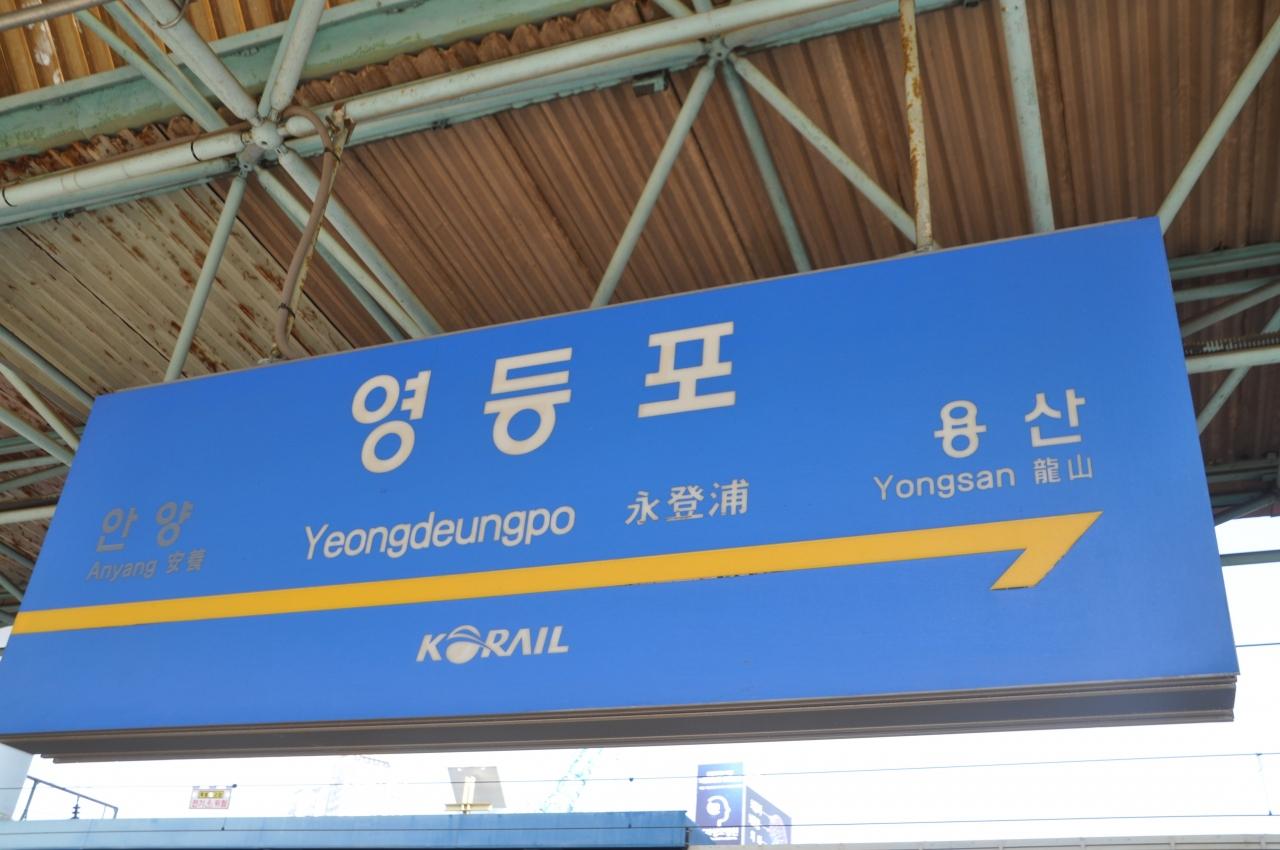 영등포
Yeongdeungpo 永登浦
안양
Anyang 安養
용산
Yongsan 龍山
KORAIL